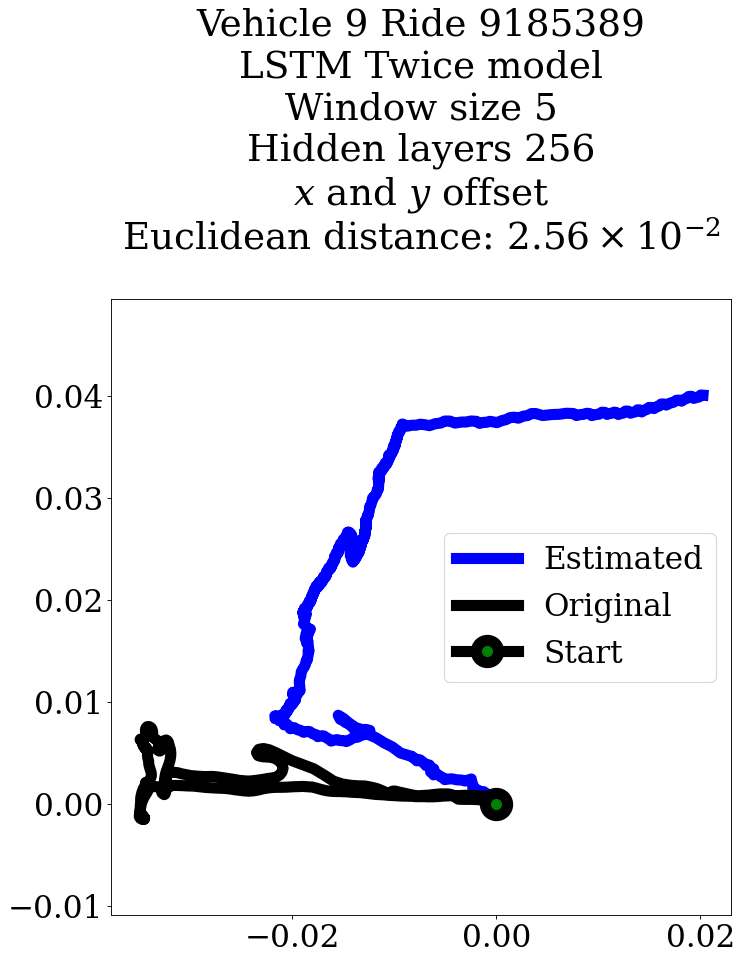 Vehicle 9 Ride 9185389
LSTM Twice model
Window size 5
Hidden layers 256
x and y offset
Euclidean distance: 2.56 × 10⁻²
0.04
0.03
0.02
0.01
0.00
−0.01
Estimated
Original
Start
−0.02
0.00
0.02